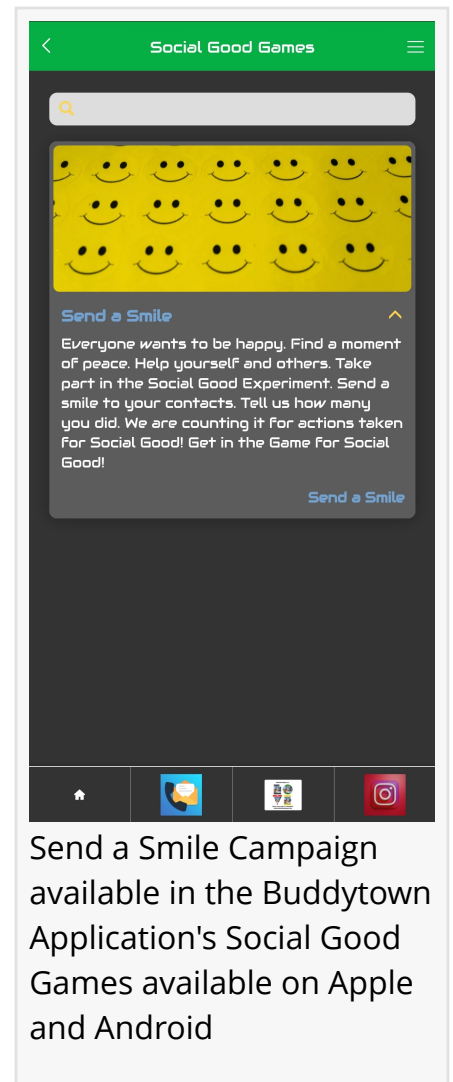 Social Good Games
Send a Smile
Everyone wants to be happy. Find a moment
of peace. Help yourself and others. Take
part in the Social Good Experiment. Send a
smile to your contacts. Tell us how many
you did. We are counting it for actions taken
for Social Good! Get in the Game for Social
Good!
Send a Smile
Send a Smile Campaign
available in the Buddytown
Application's Social Good
Games available on Apple
and Android